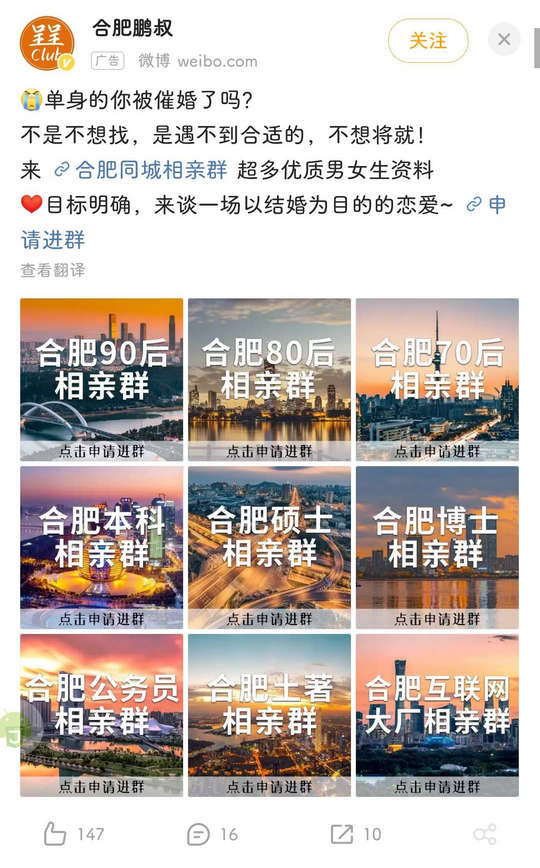 呈呈
Club
合肥鹏叔
广告 微博 weibo.com
关注
单身的你被催婚了吗？
不是不想找，是遇不到合适的，不想将就！
来 合肥同城相亲群 超多优质男女生资料
目标明确，来谈一场以结婚为目的的恋爱~ 申
请进群
查看翻译
合肥90后
相亲群
点击申请进群
合肥80后
相亲群
点击申请进群
合肥70后
相亲群
点击申请进群
合肥本科
相亲群
点击申请进群
合肥硕士
相亲群
点击申请进群
合肥博士
相亲群
点击申请进群
合肥公务员
相亲群
点击申请进群
合肥土著
相亲群
点击申请进群
合肥互联网
大厂相亲群
点击申请进群
147
16
10